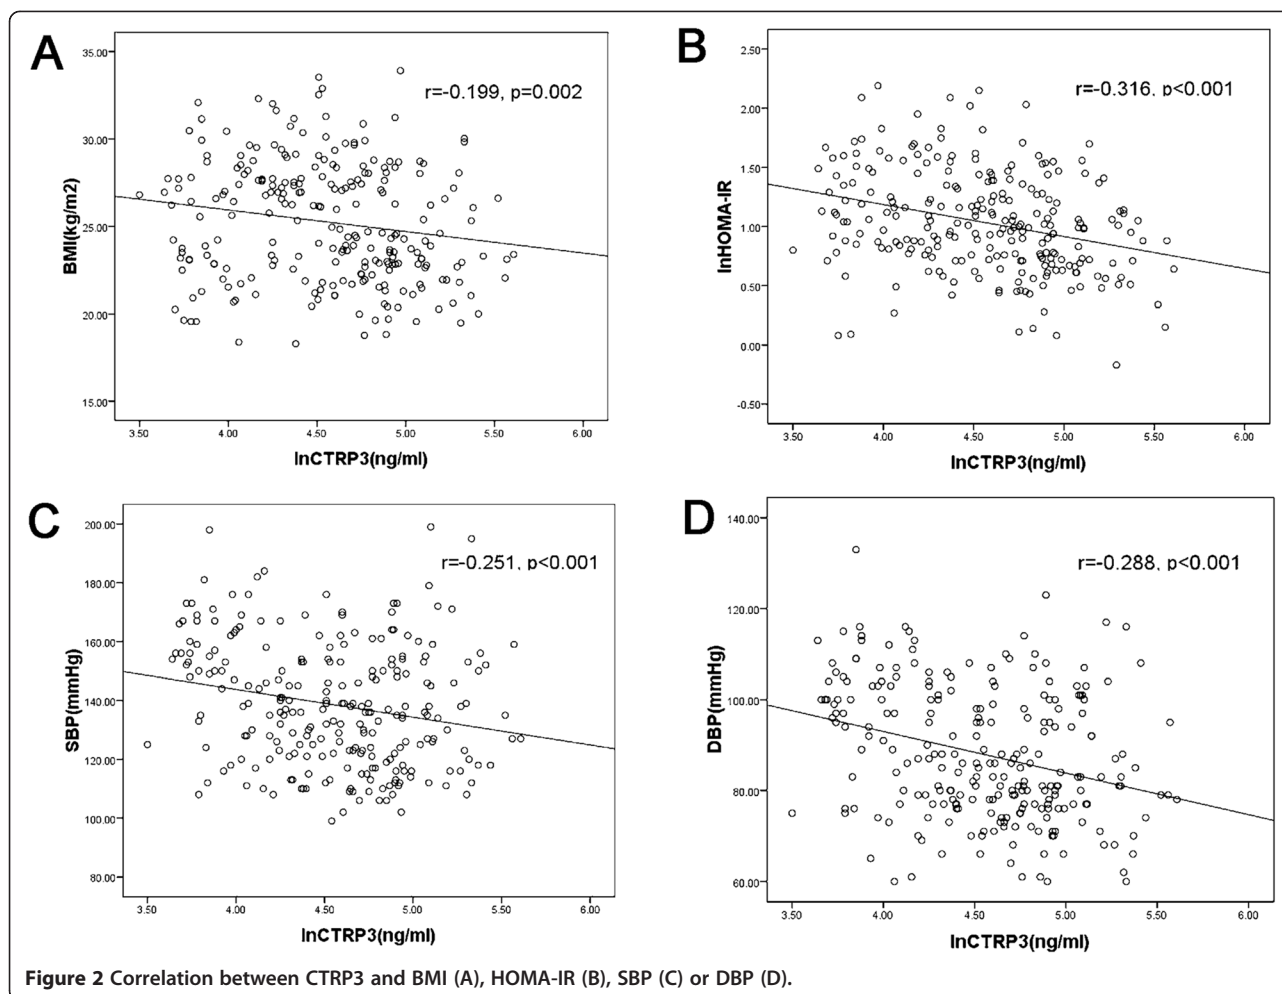 A
B
35.00
30.00
25.00
20.00
15.00
BMI(kg/m2)
r=-0.199, p=0.002
3.50 4.00 4.50 5.00 5.50 6.00
lnCTRP3(ng/ml)
2.50
2.00
1.50
1.00
0.50
0.00
-0.50
lnHOMA-IR
r=-0.316, p<0.001
3.50 4.00 4.50 5.00 5.50 6.00
lnCTRP3(ng/ml)
C
D
200.00
180.00
160.00
140.00
120.00
100.00
80.00
SBP(mmHg)
r=-0.251, p<0.001
3.50 4.00 4.50 5.00 5.50 6.00
lnCTRP3(ng/ml)
140.00
120.00
100.00
80.00
60.00
DBP(mmHg)
r=-0.288, p<0.001
3.50 4.00 4.50 5.00 5.50 6.00
lnCTRP3(ng/ml)
Figure 2 Correlation between CTRP3 and BMI (A), HOMA-IR (B), SBP (C) or DBP (D).